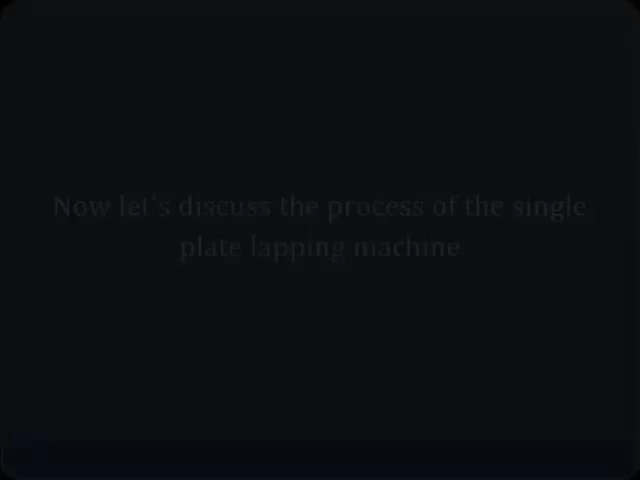 Now let's discuss the process of the single
plate lapping machine